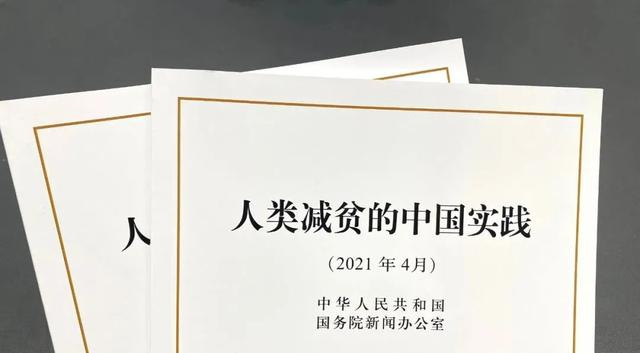 人类减贫的中国实践
(2021 年 4月)
中华人民共和国
国务院新闻办公室
人